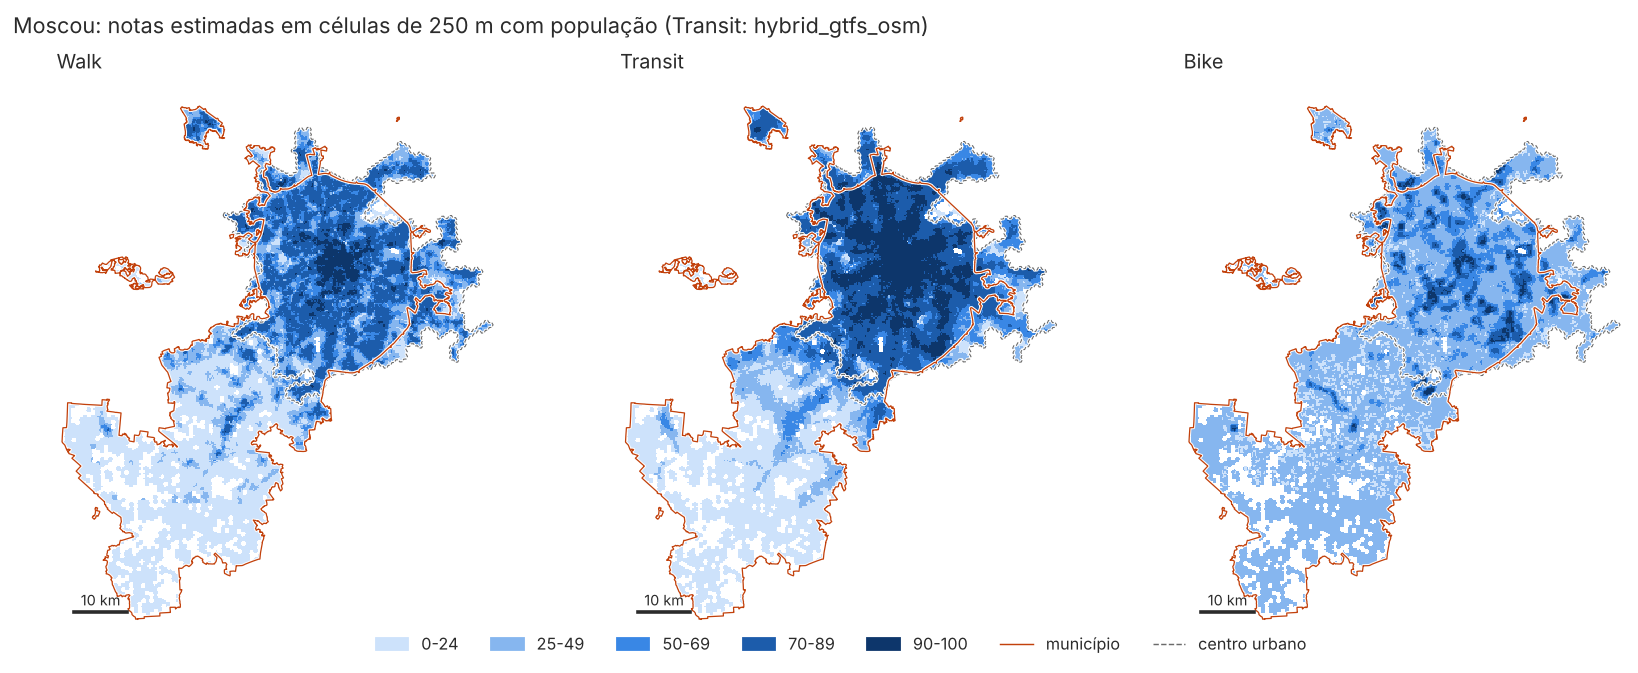 Moscou: notas estimadas em células de 250 m com população (Transit: hybrid_gtfs_osm)
Walk
Transit
Bike
10 km
10 km
10 km
0-24
25-49
50-69
70-89
90-100
município
centro urbano